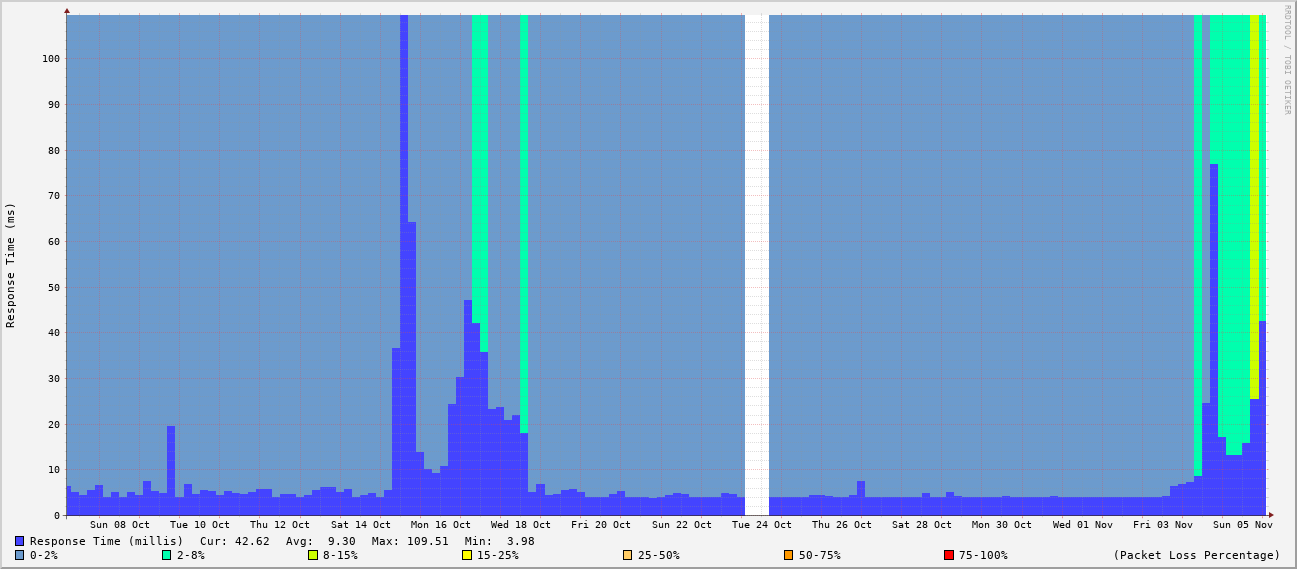 RRDTOOL / TOBI OETIKER
Response Time (ms)
100
90
80
70
60
50
40
30
20
10
0
Sun 08 Oct Tue 10 Oct Thu 12 Oct Sat 14 Oct Mon 16 Oct Wed 18 Oct Fri 20 Oct Sun 22 Oct Tue 24 Oct Thu 26 Oct Sat 28 Oct Mon 30 Oct Wed 01 Nov Fri 03 Nov Sun 05 Nov
Response Time (millis) Cur: 42.62 Avg: 9.30 Max: 109.51 Min: 3.98
0-2% 2-8% 8-15% 15-25% 25-50% 50-75% 75-100% (Packet Loss Percentage)